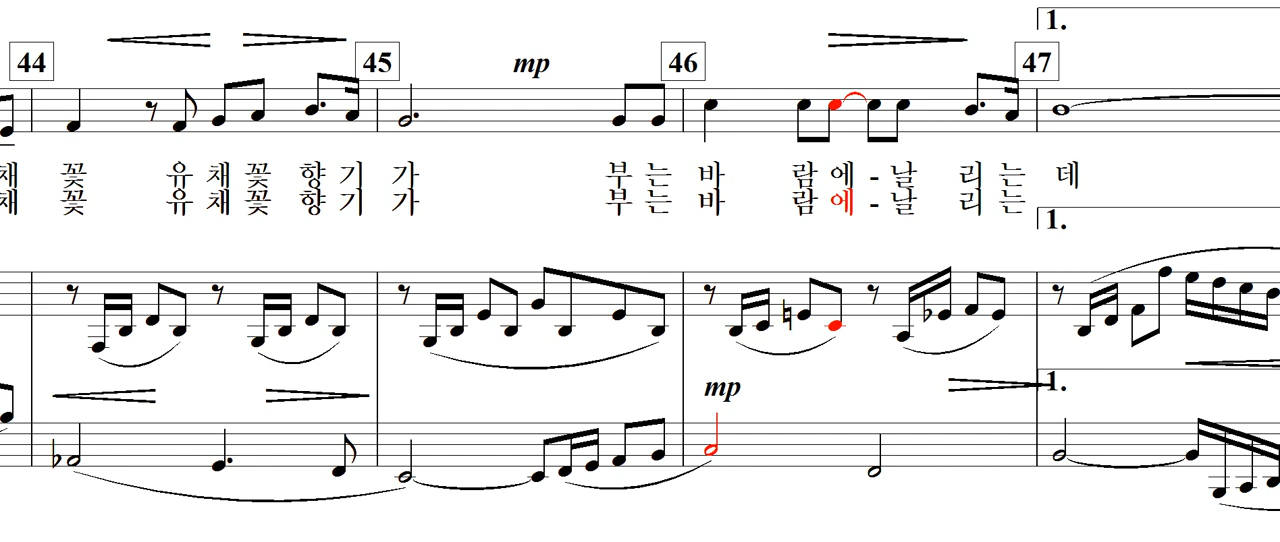 1.
44 45 mp 46 47
채 꽃 유 채 꽃 향 기 가 부 는 바 람 에 - 날 리 는 데
채 꽃 유 채 꽃 향 기 가 부 는 바 람 에 - 날 리 는
1.
mp 1.